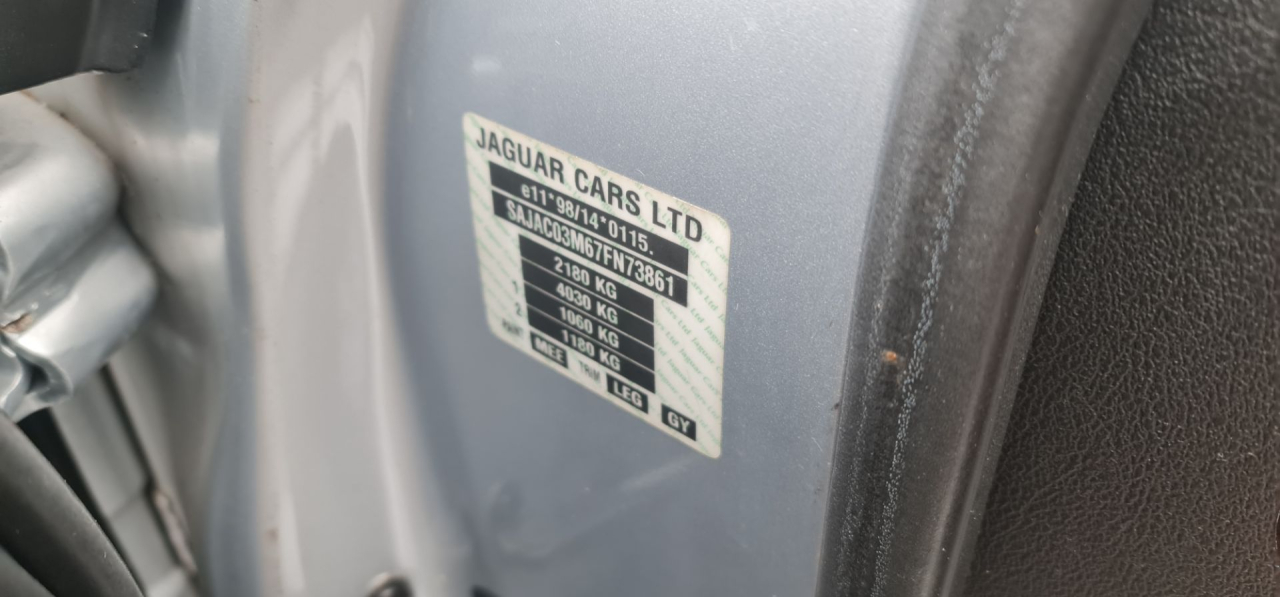 JAGUAR CARS LTD
e11*98/14*0115.
SAJAC03M67FN73861
2180 KG
1 4030 KG
2 1060 KG
1180 KG
PAINT MEE TRIM LEG GY